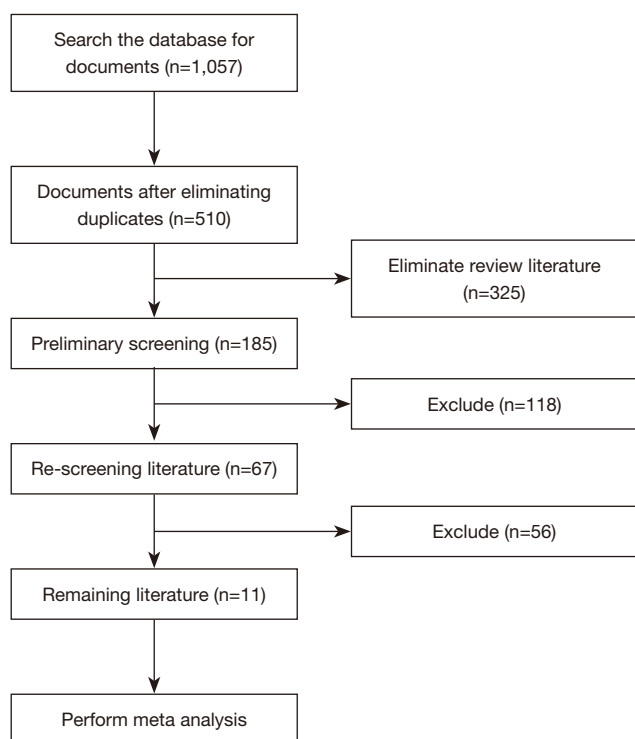 Search the database for
documents (n=1,057)
Documents after eliminating
duplicates (n=510)
Eliminate review literature
(n=325)
Preliminary screening (n=185)
Exclude (n=118)
Re-screening literature (n=67)
Exclude (n=56)
Remaining literature (n=11)
Perform meta analysis